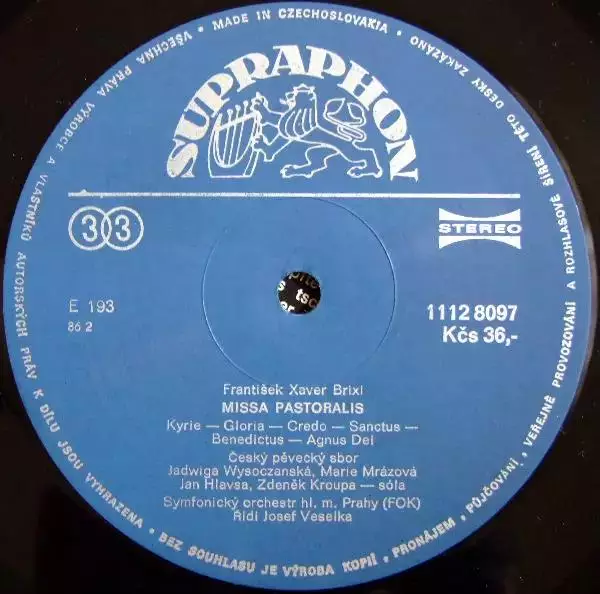 • MADE IN CZECHOSLOVAKIA •
VŠECHNA PRÁVA VÝROBCE A VLASTNÍKŮ AUTORSKÝCH PRÁV K DÍLU JSOU VYHRAZENA • BEZ SOUHLASU JE VÝROBA KOPIÍ, PRONÁJEM, PŮJČOVÁNÍ, VEŘEJNÉ PROVOZOVÁNÍ A ROZHLASOVÉ ŠÍŘENÍ TÉTO DESKY ZAKÁZÁNO
SUPRAPHON
33
STEREO
E 193
86 2
1112 8097
Kčs 36,-
František Xaver Brixi
MISSA PASTORALIS
Kyrie — Gloria — Credo — Sanctus —
Benedictus — Agnus Dei
Český pěvecký sbor
Jadwiga Wysoczanská, Marie Mrázová
Jan Hlavsa, Zdeněk Kroupa — sóla
Symfonický orchestr hl. m. Prahy (FOK)
Řídí Josef Veselka